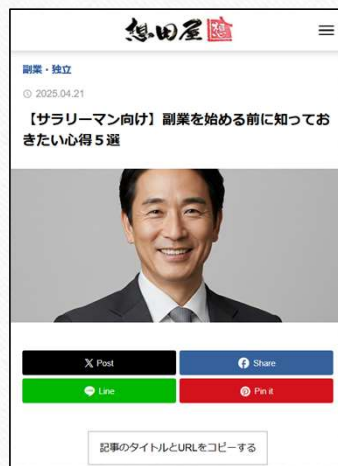 想田屋
副業・独立
2025.04.21
【サラリーマン向け】副業を始める前に知ってお
きたい心得5選
Post
Share
Line
Pin it
記事のタイトルとURLをコピーする